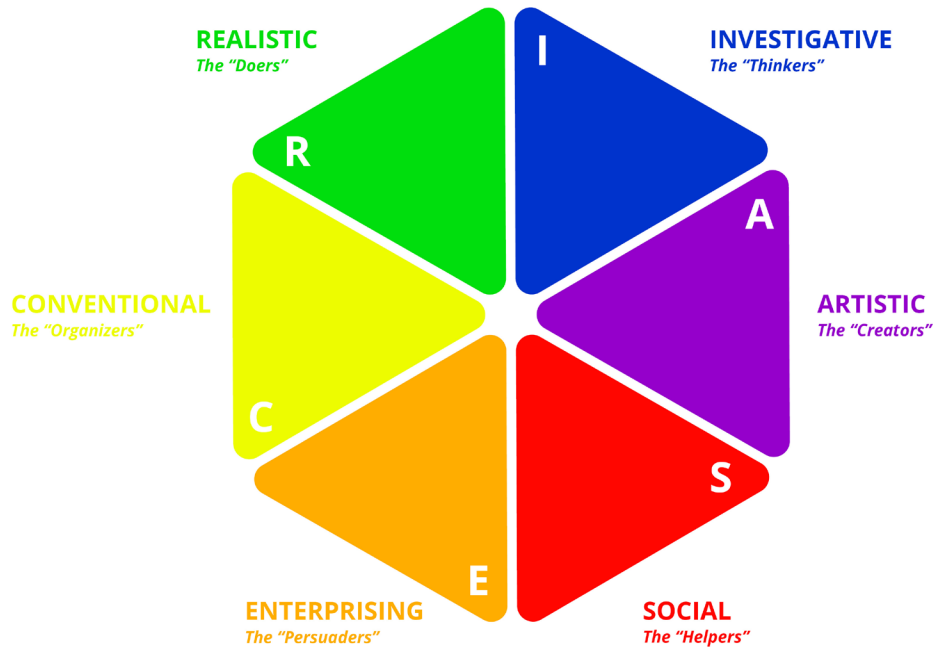 REALISTIC
The “Doers”
I
INVESTIGATIVE
The “Thinkers”
R
A
CONVENTIONAL
The “Organizers”
ARTISTIC
The “Creators”
C
S
E
ENTERPRISING
The “Persuaders”
SOCIAL
The “Helpers”